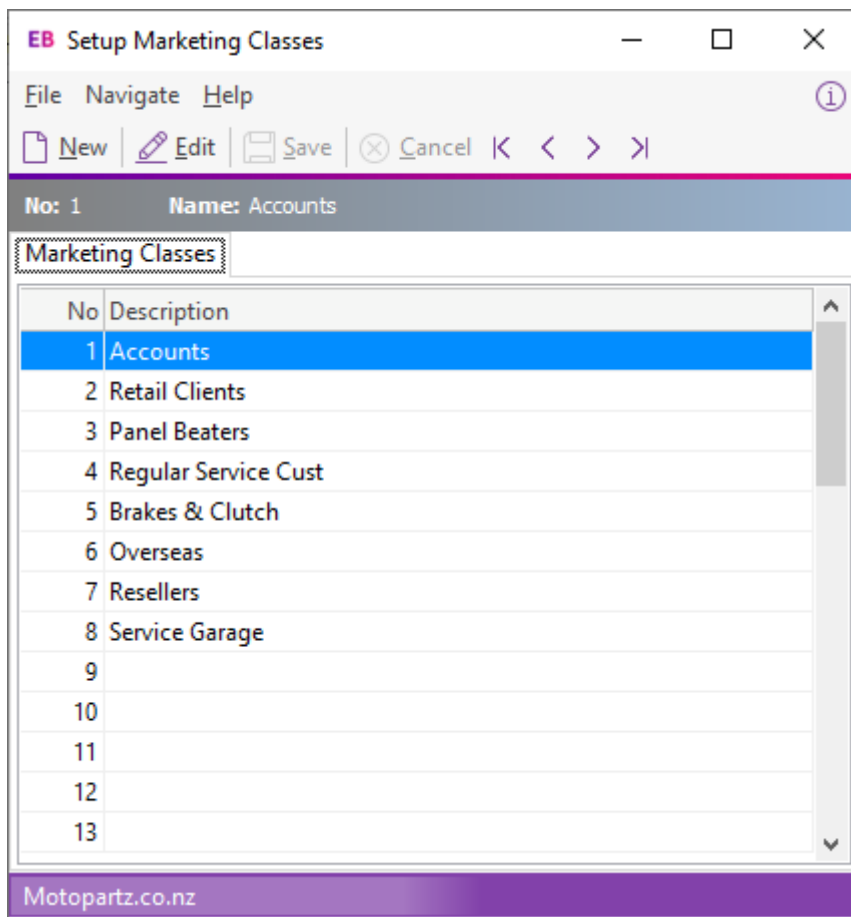 EB Setup Marketing Classes
File Navigate Help
New Edit Save Cancel
No: 1 Name: Accounts
Marketing Classes
No Description
1 Accounts
2 Retail Clients
3 Panel Beaters
4 Regular Service Cust
5 Brakes & Clutch
6 Overseas
7 Resellers
8 Service Garage
9
10
11
12
13
Motopartz.co.nz